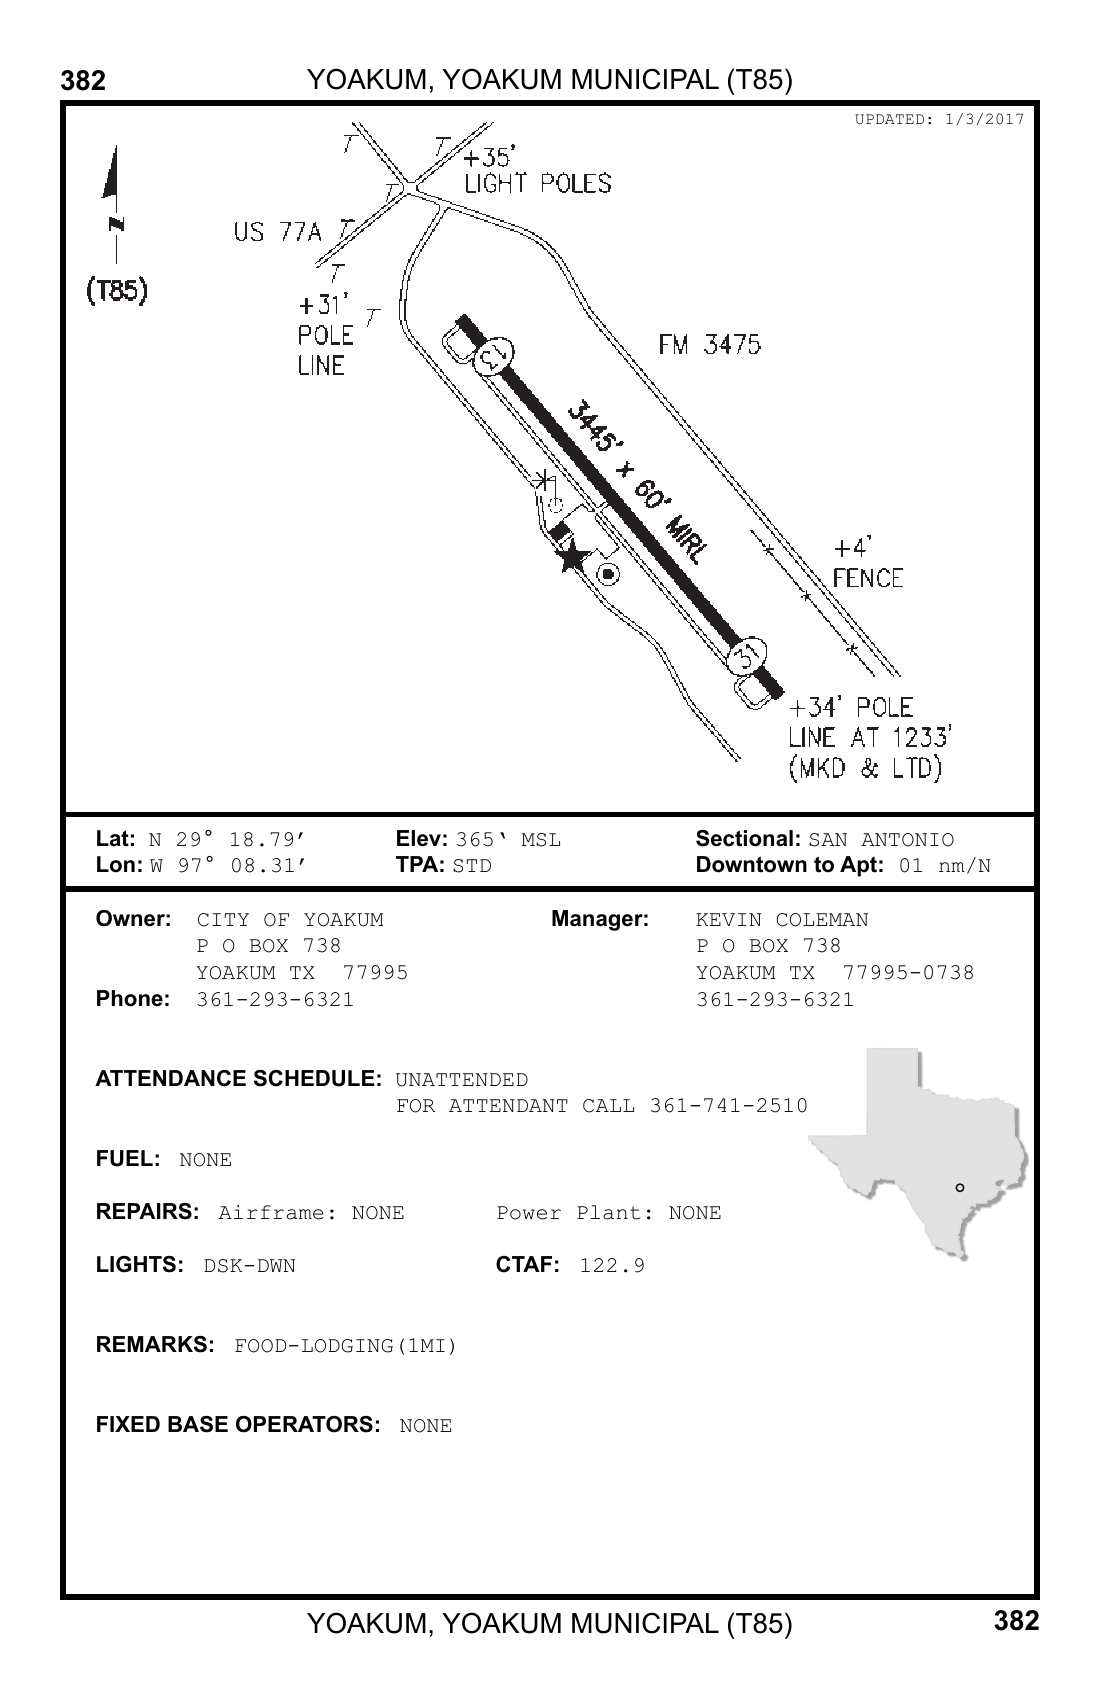 382
YOAKUM, YOAKUM MUNICIPAL (T85)
UPDATED: 1/3/2017
+35'
LIGHT POLES
US 77A
N
(T85)
+31'
POLE
LINE
FM 3475
13
3445' x 60' MIRL
+4'
FENCE
31
+34' POLE
LINE AT 1233'
(MKD & LTD)
Lat: N 29° 18.79’ Elev: 365‘ MSL Sectional: SAN ANTONIO
Lon: W 97° 08.31’ TPA: STD Downtown to Apt: 01 nm/N
Owner: CITY OF YOAKUM Manager: KEVIN COLEMAN
P O BOX 738 P O BOX 738
YOAKUM TX 77995 YOAKUM TX 77995-0738
Phone: 361-293-6321 361-293-6321
ATTENDANCE SCHEDULE: UNATTENDED
FOR ATTENDANT CALL 361-741-2510
FUEL: NONE
REPAIRS: Airframe: NONE Power Plant: NONE
LIGHTS: DSK-DWN CTAF: 122.9
REMARKS: FOOD-LODGING(1MI)
FIXED BASE OPERATORS: NONE
YOAKUM, YOAKUM MUNICIPAL (T85)
382